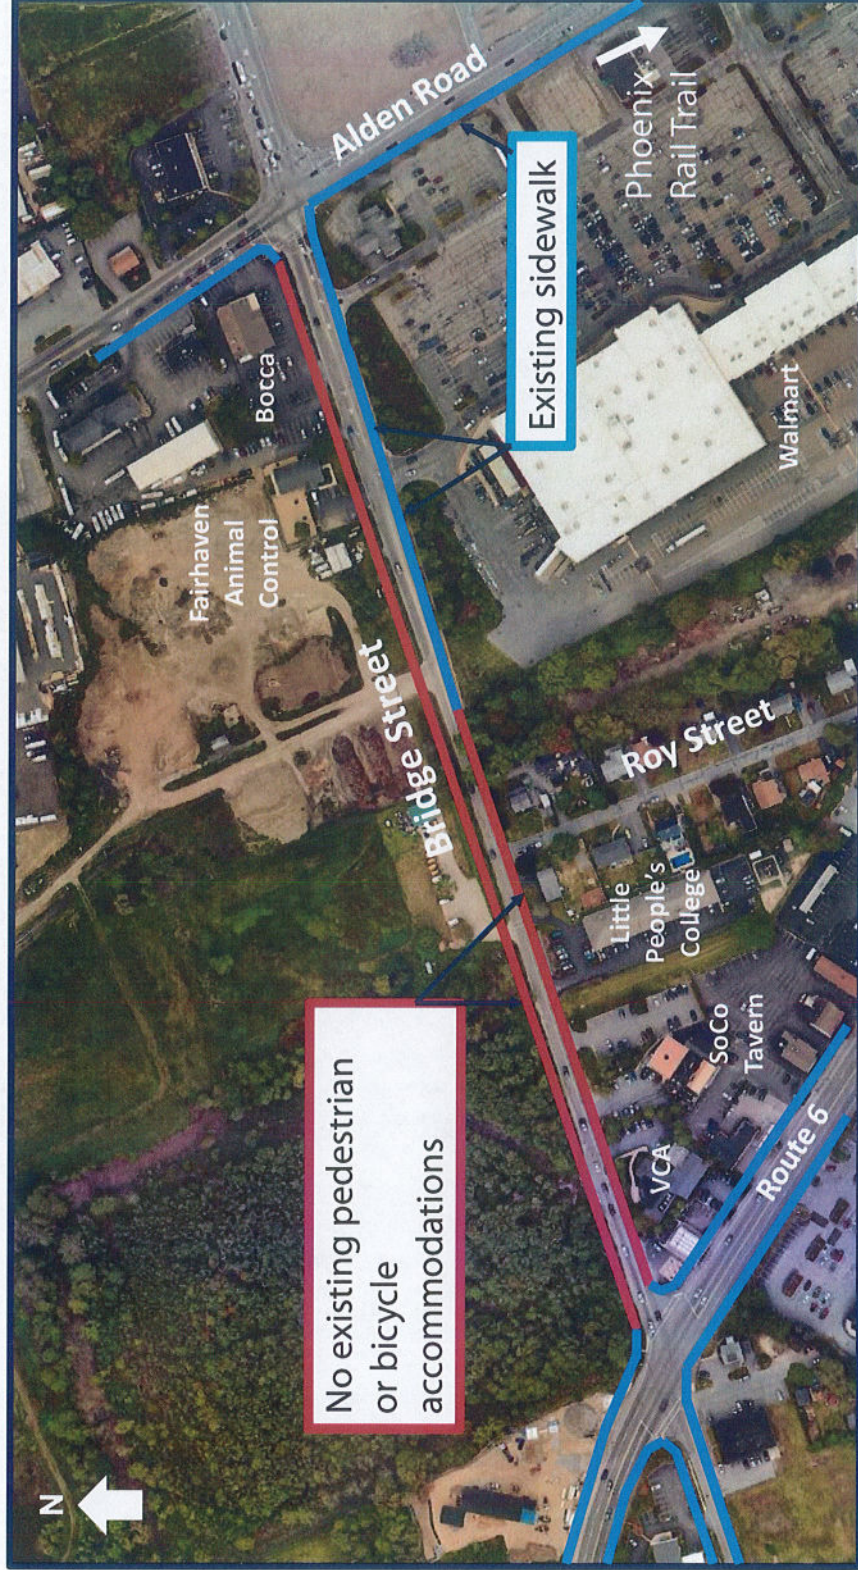 N
No existing pedestrian
or bicycle
accommodations
Bridge Street
Fairhaven
Animal
Control
Bocca
Alden Road
Existing sidewalk
Phoenix
Rail Trail
Walmart
Roy Street
Little
People's
College
SoCo
Tavern
VCA
Route 6